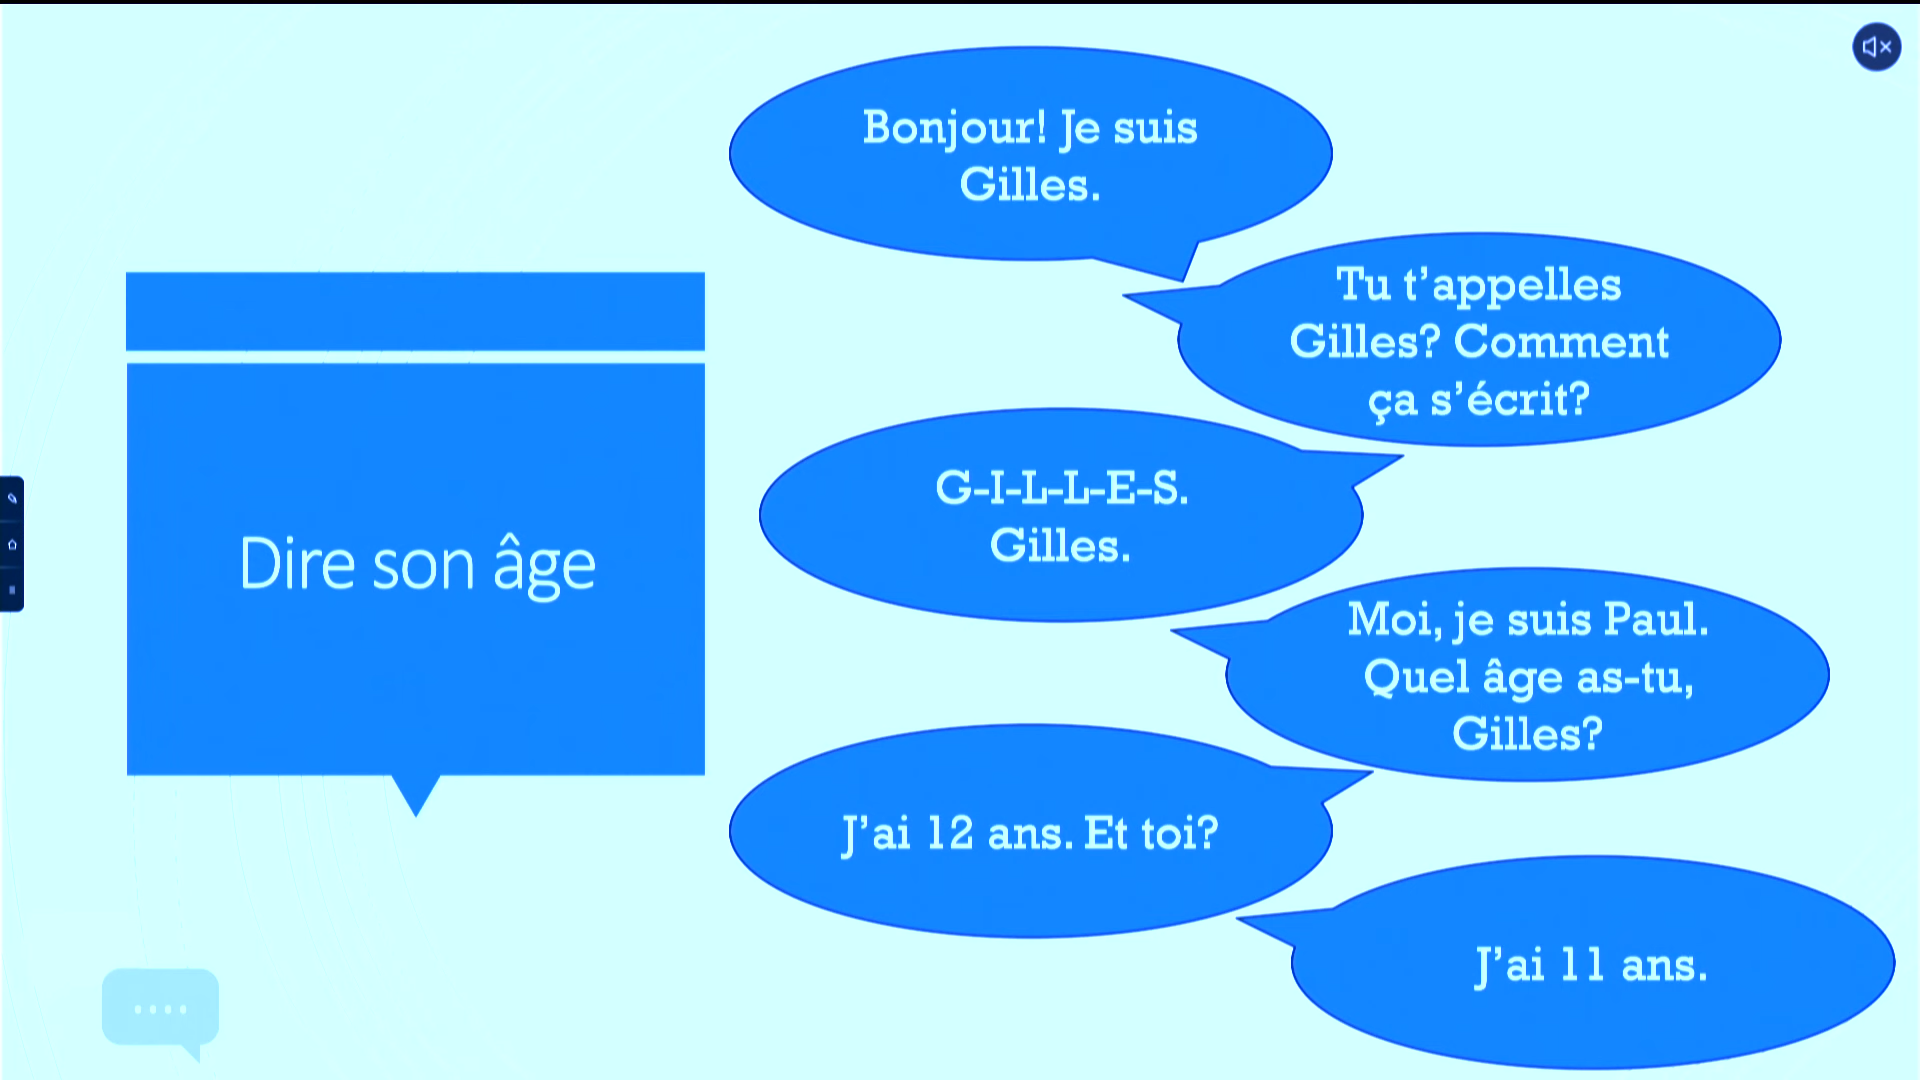 Bonjour! Je suis
Gilles.
Tu t’appelles
Gilles? Comment
ça s’écrit?
G-I-L-L-E-S.
Gilles.
Dire son âge
Moi, je suis Paul.
Quel âge as-tu,
Gilles?
J’ai 12 ans. Et toi?
J’ai 11 ans.